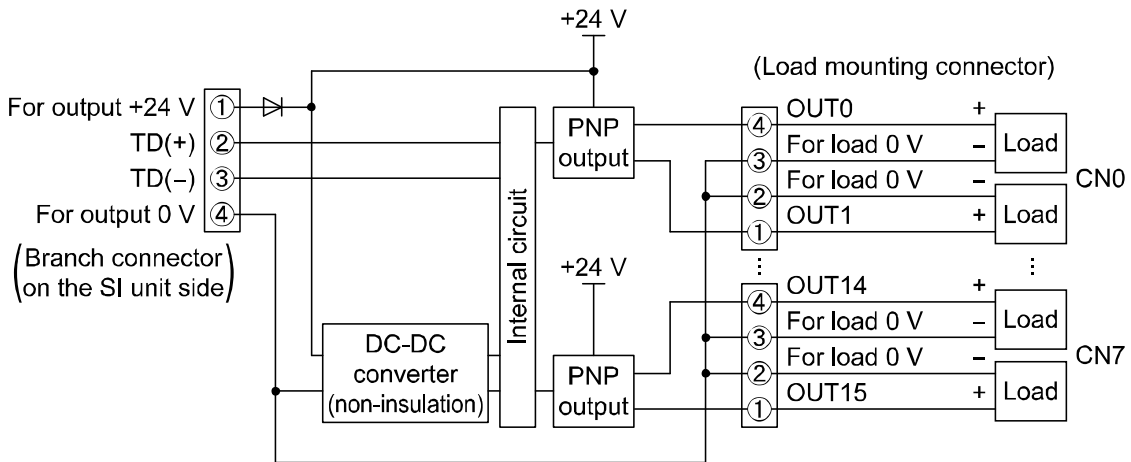 +24 V
(Load mounting connector)
For output +24 V ①
TD(+) ②
TD(−) ③
For output 0 V ④
(Branch connector
on the SI unit side)
Internal circuit
DC-DC
converter
(non-insulation)
PNP
output
④ OUT0 +
③ For load 0 V −
Load
② For load 0 V −
① OUT1 +
Load
CN0
+24 V
PNP
output
④ OUT14 +
③ For load 0 V −
Load
② For load 0 V −
① OUT15 +
Load
CN7